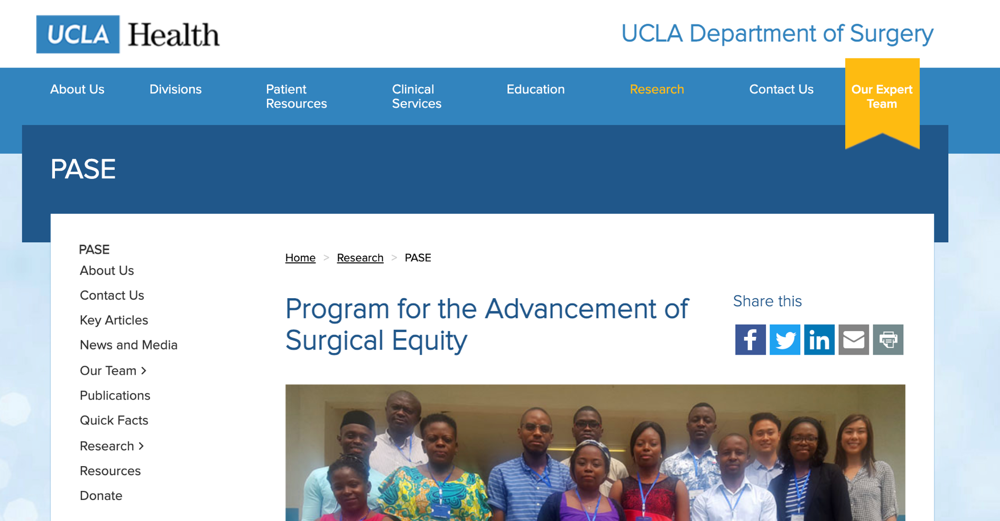 UCLA Health
UCLA Department of Surgery
About Us
Divisions
Patient
Resources
Clinical
Services
Education
Research
Contact Us
Our Expert
Team
PASE
PASE
About Us
Contact Us
Key Articles
News and Media
Our Team >
Publications
Quick Facts
Research >
Resources
Donate
Home > Research > PASE
Program for the Advancement of
Surgical Equity
Share this
f
in